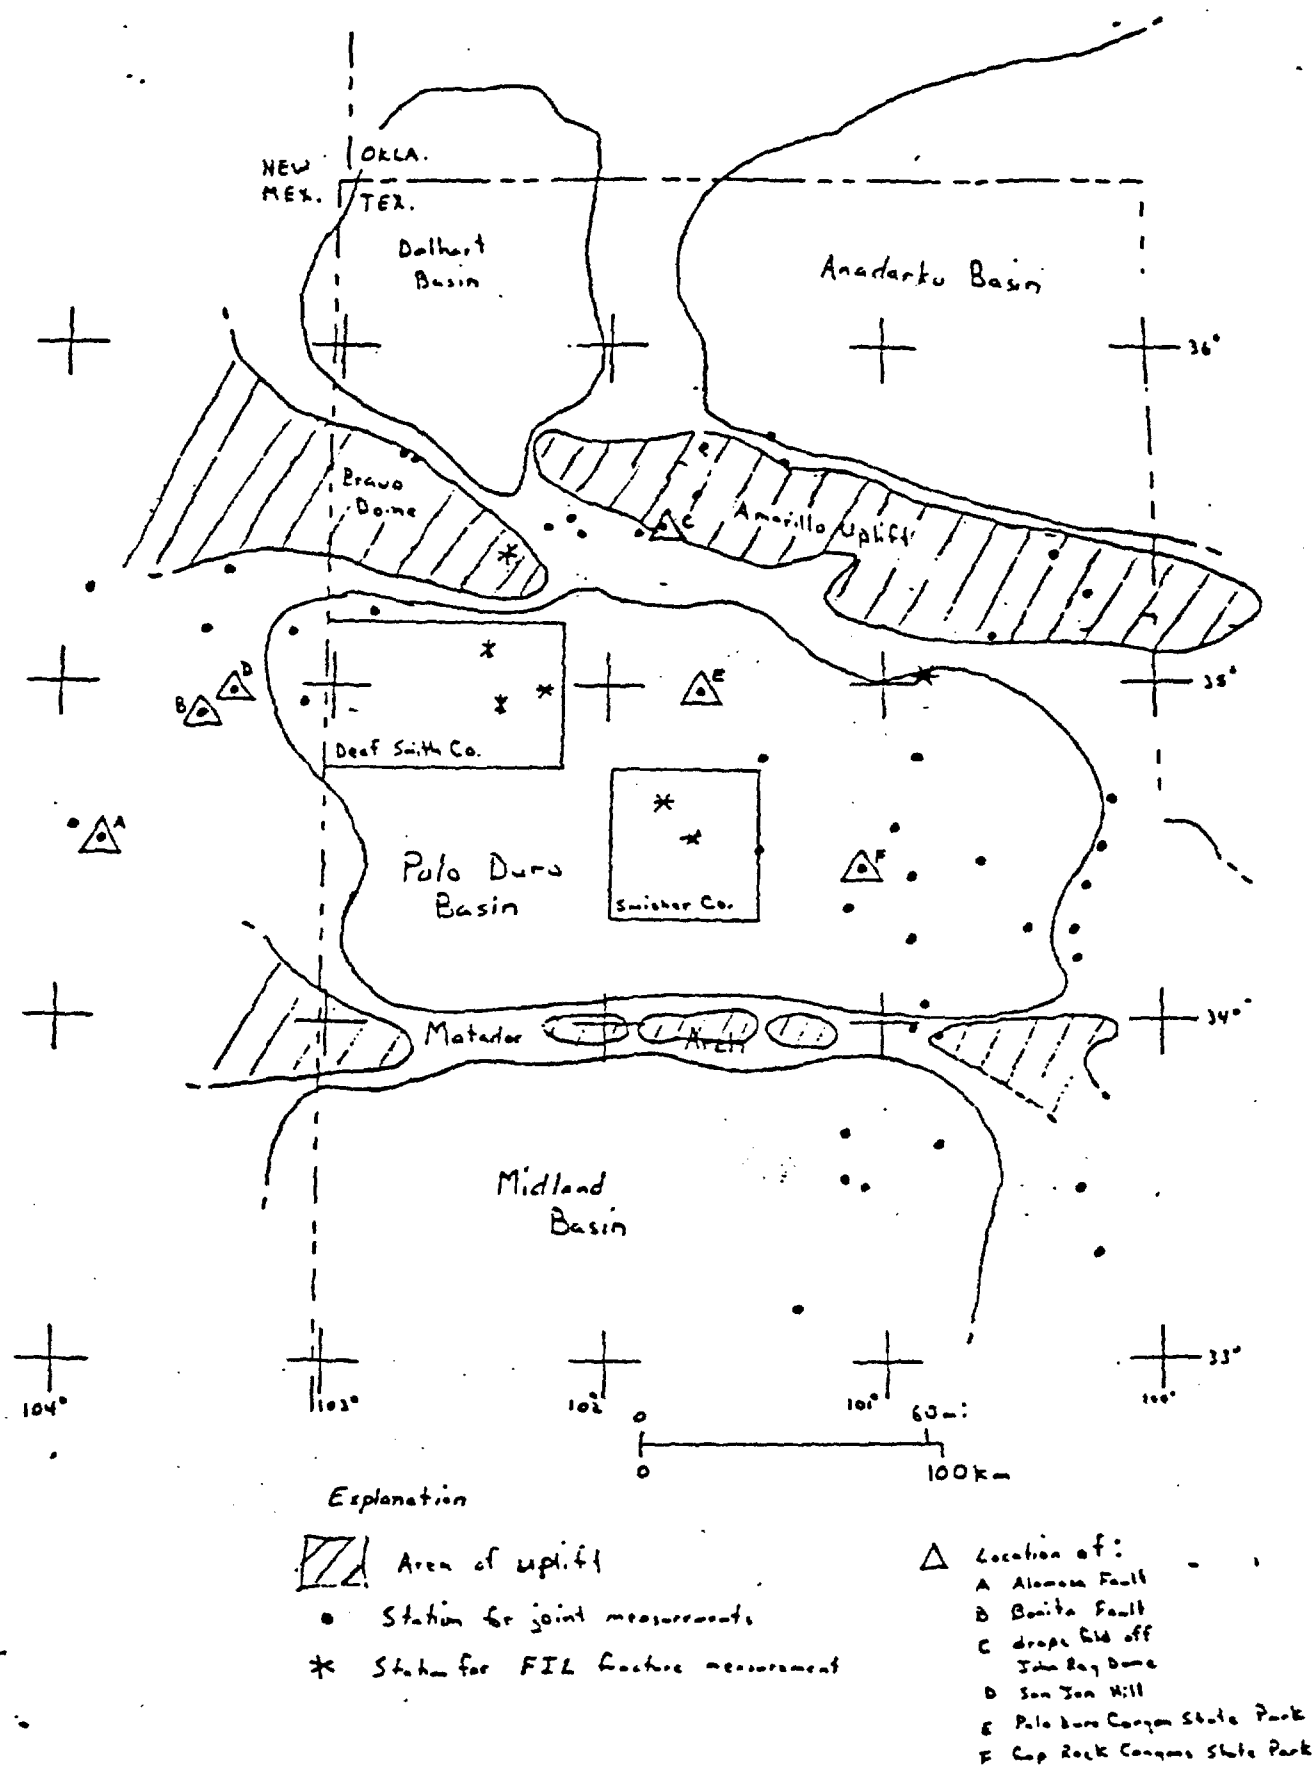 NEW OKLA.
MEX. TEX.
Dalhart
Basin
Anadarko Basin
36°
Bravo
Dome
C
Amarillo Uplift
D
B
E
35°
Deaf Smith Co.
A
Palo Duro
Basin
F
Swisher Co.
34°
Matador Arch
Midland
Basin
33°
104° 103° 102° 101° 100°
0 60 mi
0 100 km
Explanation
Area of uplift
Station for joint measurements
Station for FIL fracture measurement
Location of:
A Alamosa Fault
B Bonita Fault
C drape fold off
John Ray Dome
D San Jon Hill
E Palo Duro Canyon State Park
F Cap Rock Canyons State Park